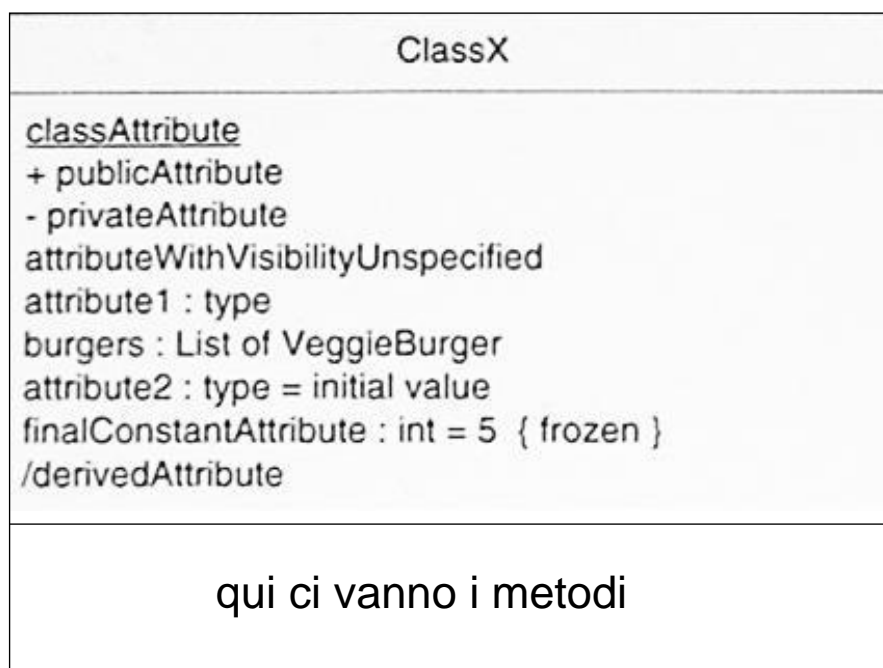 ClassX
classAttribute
+ publicAttribute
- privateAttribute
attributeWithVisibilityUnspecified
attribute1 : type
burgers : List of VeggieBurger
attribute2 : type = initial value
finalConstantAttribute : int = 5 { frozen }
/derivedAttribute
qui ci vanno i metodi